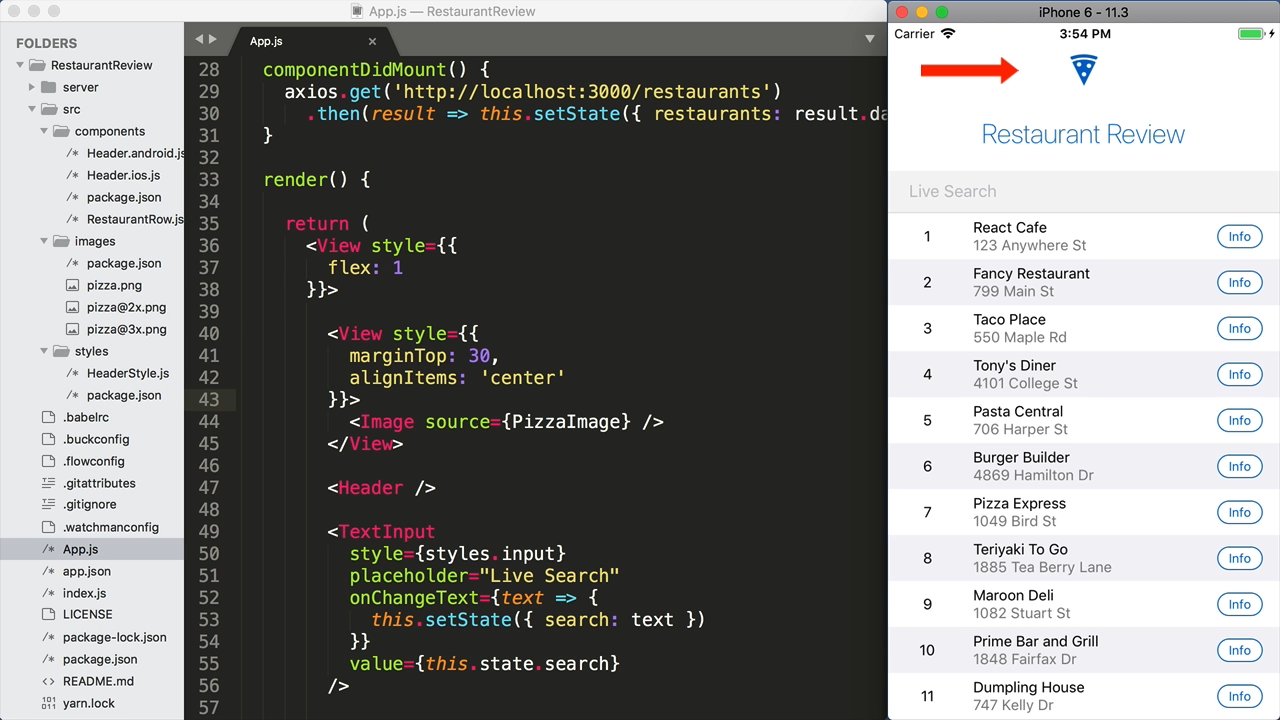 App.js — RestaurantReview
FOLDERS
RestaurantReview
server
src
components
/* Header.android.js
/* Header.ios.js
/* package.json
/* RestaurantRow.js
images
/* package.json
pizza.png
pizza@2x.png
pizza@3x.png
styles
/* HeaderStyle.js
/* package.json
.babelrc
.buckconfig
.flowconfig
.gitattributes
.gitignore
.watchmanconfig
/* App.js
/* app.json
/* index.js
LICENSE
/* package-lock.json
/* package.json
<> README.md
yarn.lock
App.js ×
28 componentDidMount() {
29 axios.get('http://localhost:3000/restaurants')
30 .then(result => this.setState({ restaurants: result.da
31 }
32
33 render() {
34
35 return (
36 <View style={{
37 flex: 1
38 }}>
39
40 <View style={{
41 marginTop: 30,
42 alignItems: 'center'
43 }}>
44 <Image source={PizzaImage} />
45 </View>
46
47 <Header />
48
49 <TextInput
50 style={styles.input}
51 placeholder="Live Search"
52 onChangeText={text => {
53 this.setState({ search: text })
54 }}
55 value={this.state.search}
56 />
57
iPhone 6 - 11.3
Carrier 3:54 PM
Restaurant Review
Live Search
1 React Cafe Info
123 Anywhere St
2 Fancy Restaurant Info
799 Main St
3 Taco Place Info
550 Maple Rd
4 Tony's Diner Info
4101 College St
5 Pasta Central Info
706 Harper St
6 Burger Builder Info
4869 Hamilton Dr
7 Pizza Express Info
1049 Bird St
8 Teriyaki To Go Info
1885 Tea Berry Lane
9 Maroon Deli Info
1082 Stuart St
10 Prime Bar and Grill Info
1848 Fairfax Dr
11 Dumpling House Info
747 Kelly Dr